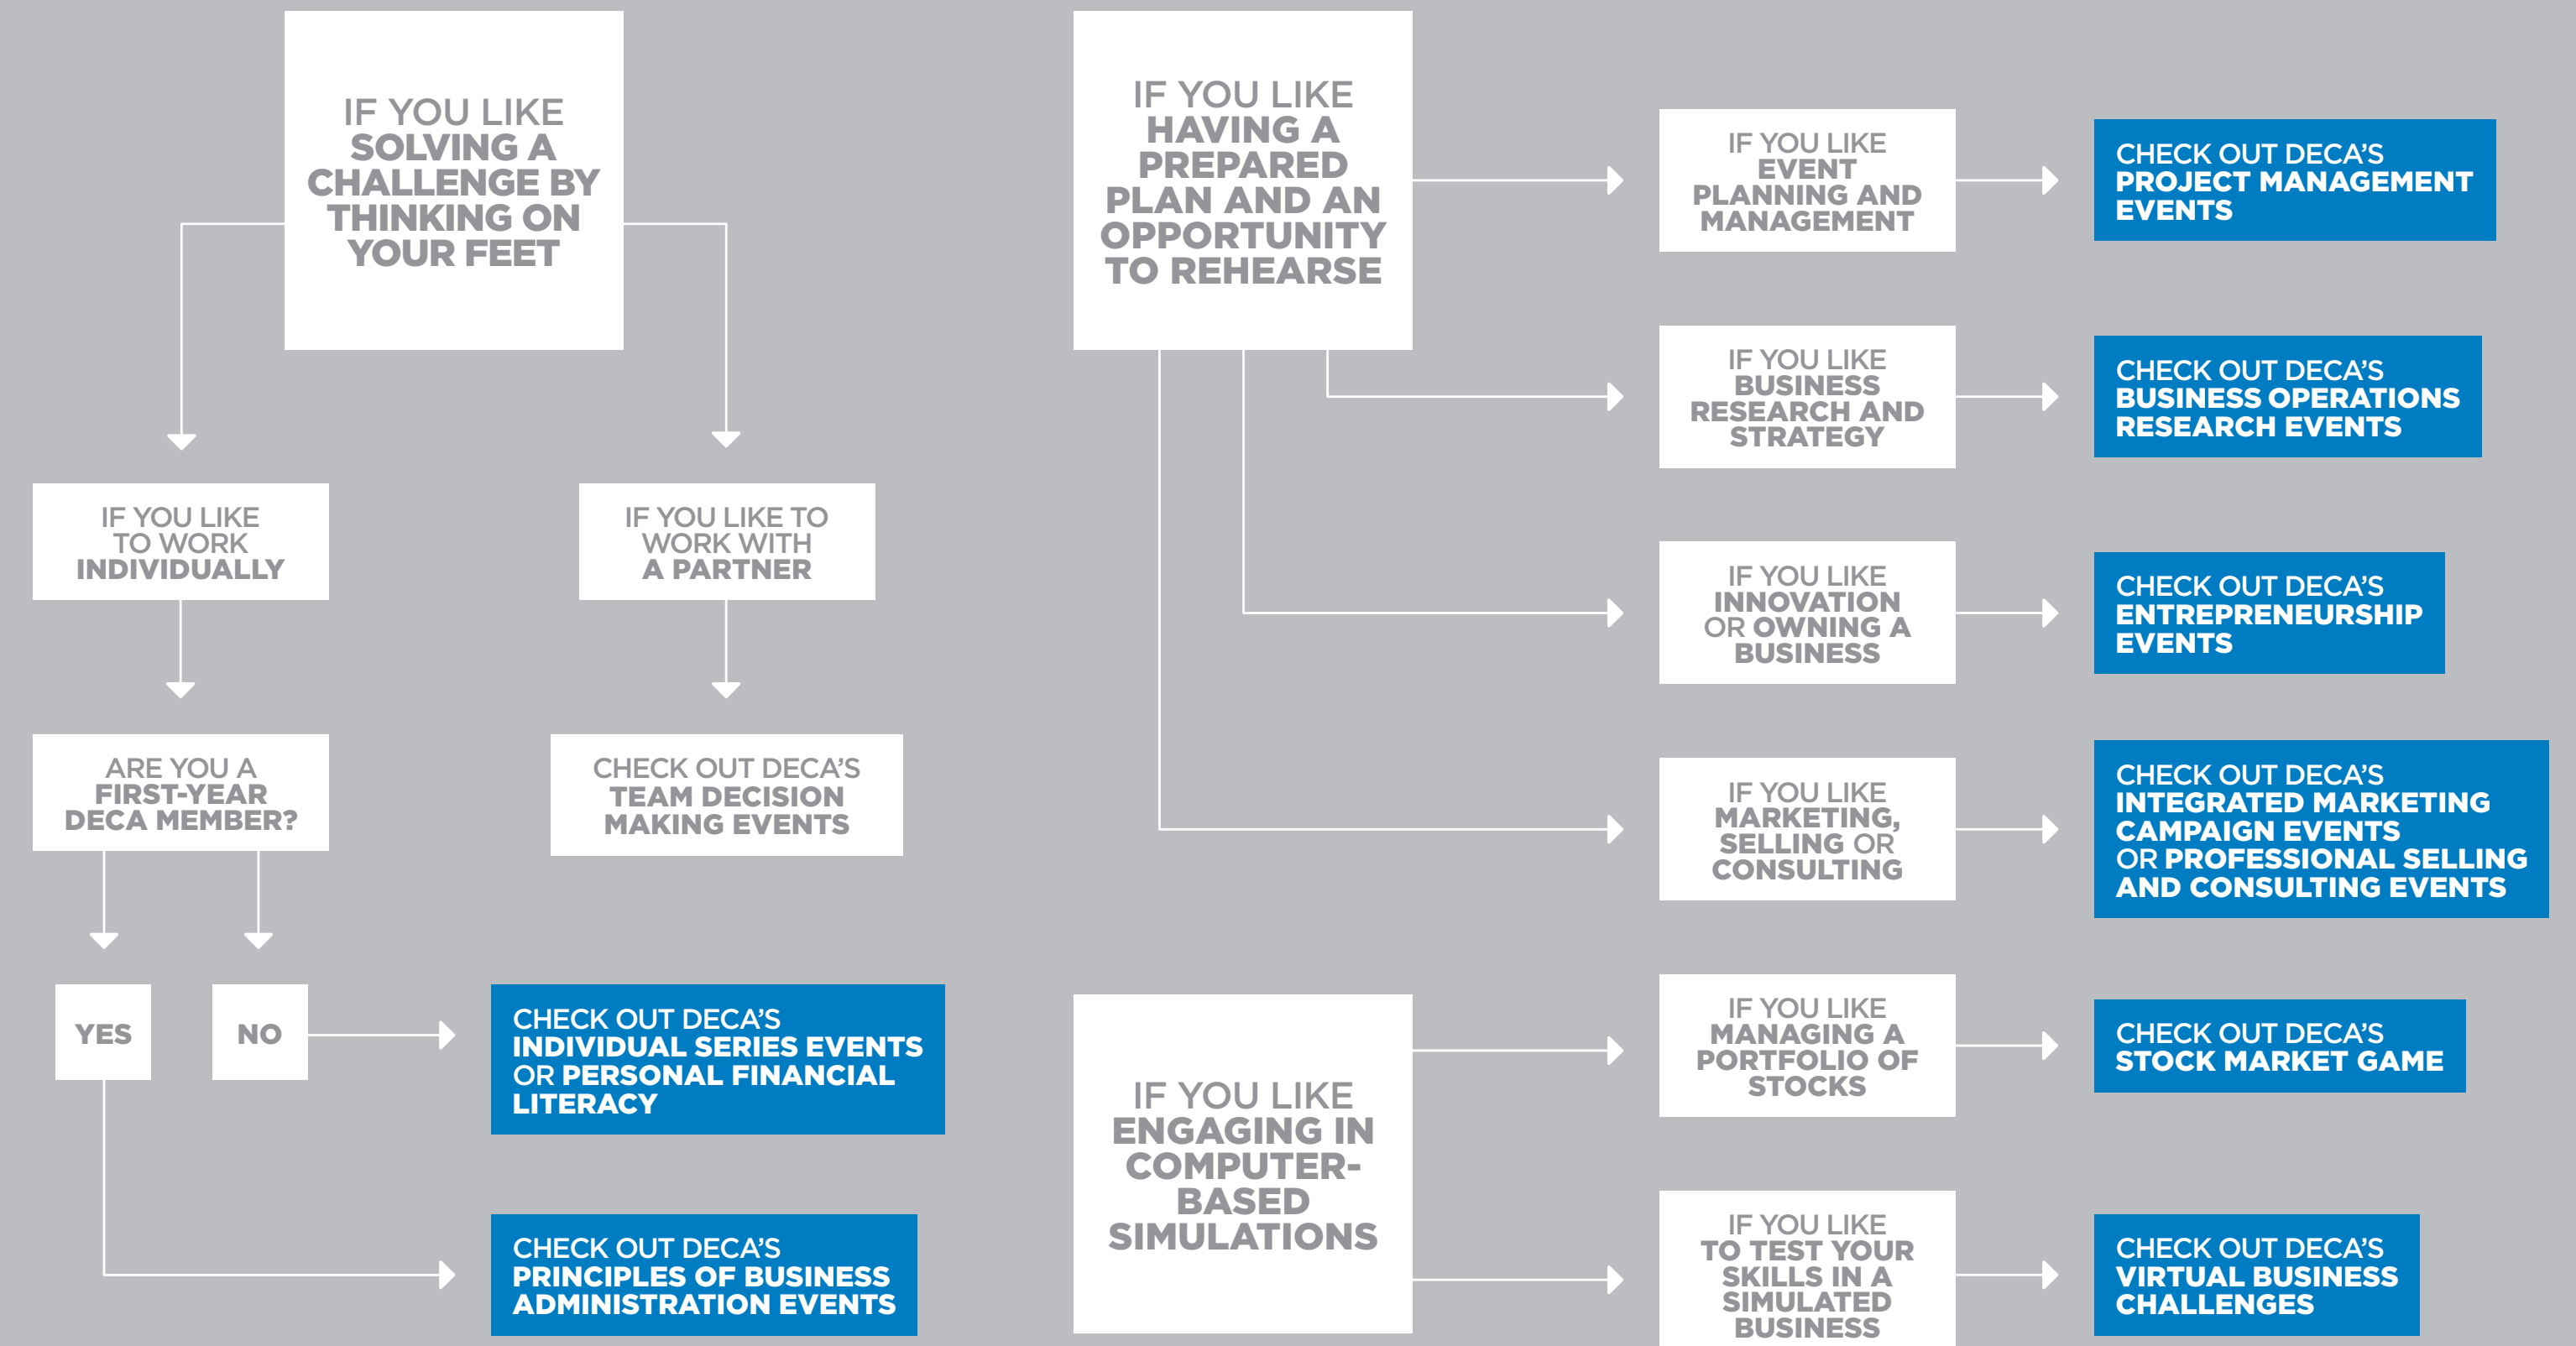 IF YOU LIKE
SOLVING A
CHALLENGE BY
THINKING ON
YOUR FEET
IF YOU LIKE
TO WORK
INDIVIDUALLY
IF YOU LIKE TO
WORK WITH
A PARTNER
ARE YOU A
FIRST-YEAR
DECA MEMBER?
CHECK OUT DECA'S
TEAM DECISION
MAKING EVENTS
YES
NO
CHECK OUT DECA'S
INDIVIDUAL SERIES EVENTS
OR PERSONAL FINANCIAL
LITERACY
CHECK OUT DECA'S
PRINCIPLES OF BUSINESS
ADMINISTRATION EVENTS
IF YOU LIKE
HAVING A
PREPARED
PLAN AND AN
OPPORTUNITY
TO REHEARSE
IF YOU LIKE
EVENT
PLANNING AND
MANAGEMENT
CHECK OUT DECA'S
PROJECT MANAGEMENT
EVENTS
IF YOU LIKE
BUSINESS
RESEARCH AND
STRATEGY
CHECK OUT DECA'S
BUSINESS OPERATIONS
RESEARCH EVENTS
IF YOU LIKE
INNOVATION
OR OWNING A
BUSINESS
CHECK OUT DECA'S
ENTREPRENEURSHIP
EVENTS
IF YOU LIKE
MARKETING,
SELLING OR
CONSULTING
CHECK OUT DECA'S
INTEGRATED MARKETING
CAMPAIGN EVENTS
OR PROFESSIONAL SELLING
AND CONSULTING EVENTS
IF YOU LIKE
ENGAGING IN
COMPUTER-
BASED
SIMULATIONS
IF YOU LIKE
MANAGING A
PORTFOLIO OF
STOCKS
CHECK OUT DECA'S
STOCK MARKET GAME
IF YOU LIKE
TO TEST YOUR
SKILLS IN A
SIMULATED
BUSINESS
CHECK OUT DECA'S
VIRTUAL BUSINESS
CHALLENGES